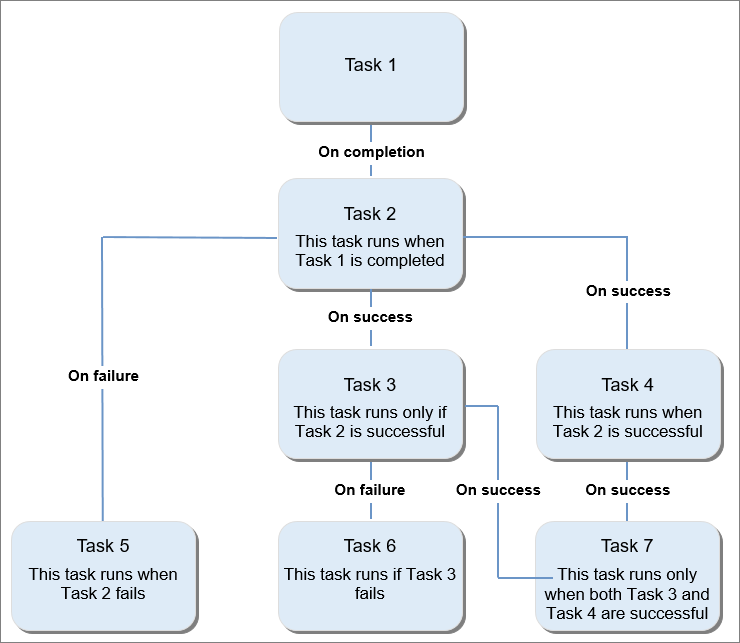 Task 1
On completion
Task 2
This task runs when
Task 1 is completed
On success
On success
On failure
Task 3
This task runs only if
Task 2 is successful
Task 4
This task runs when
Task 2 is successful
On failure
On success
On success
Task 5
This task runs when
Task 2 fails
Task 6
This task runs if Task 3
fails
Task 7
This task runs only
when both Task 3 and
Task 4 are successful